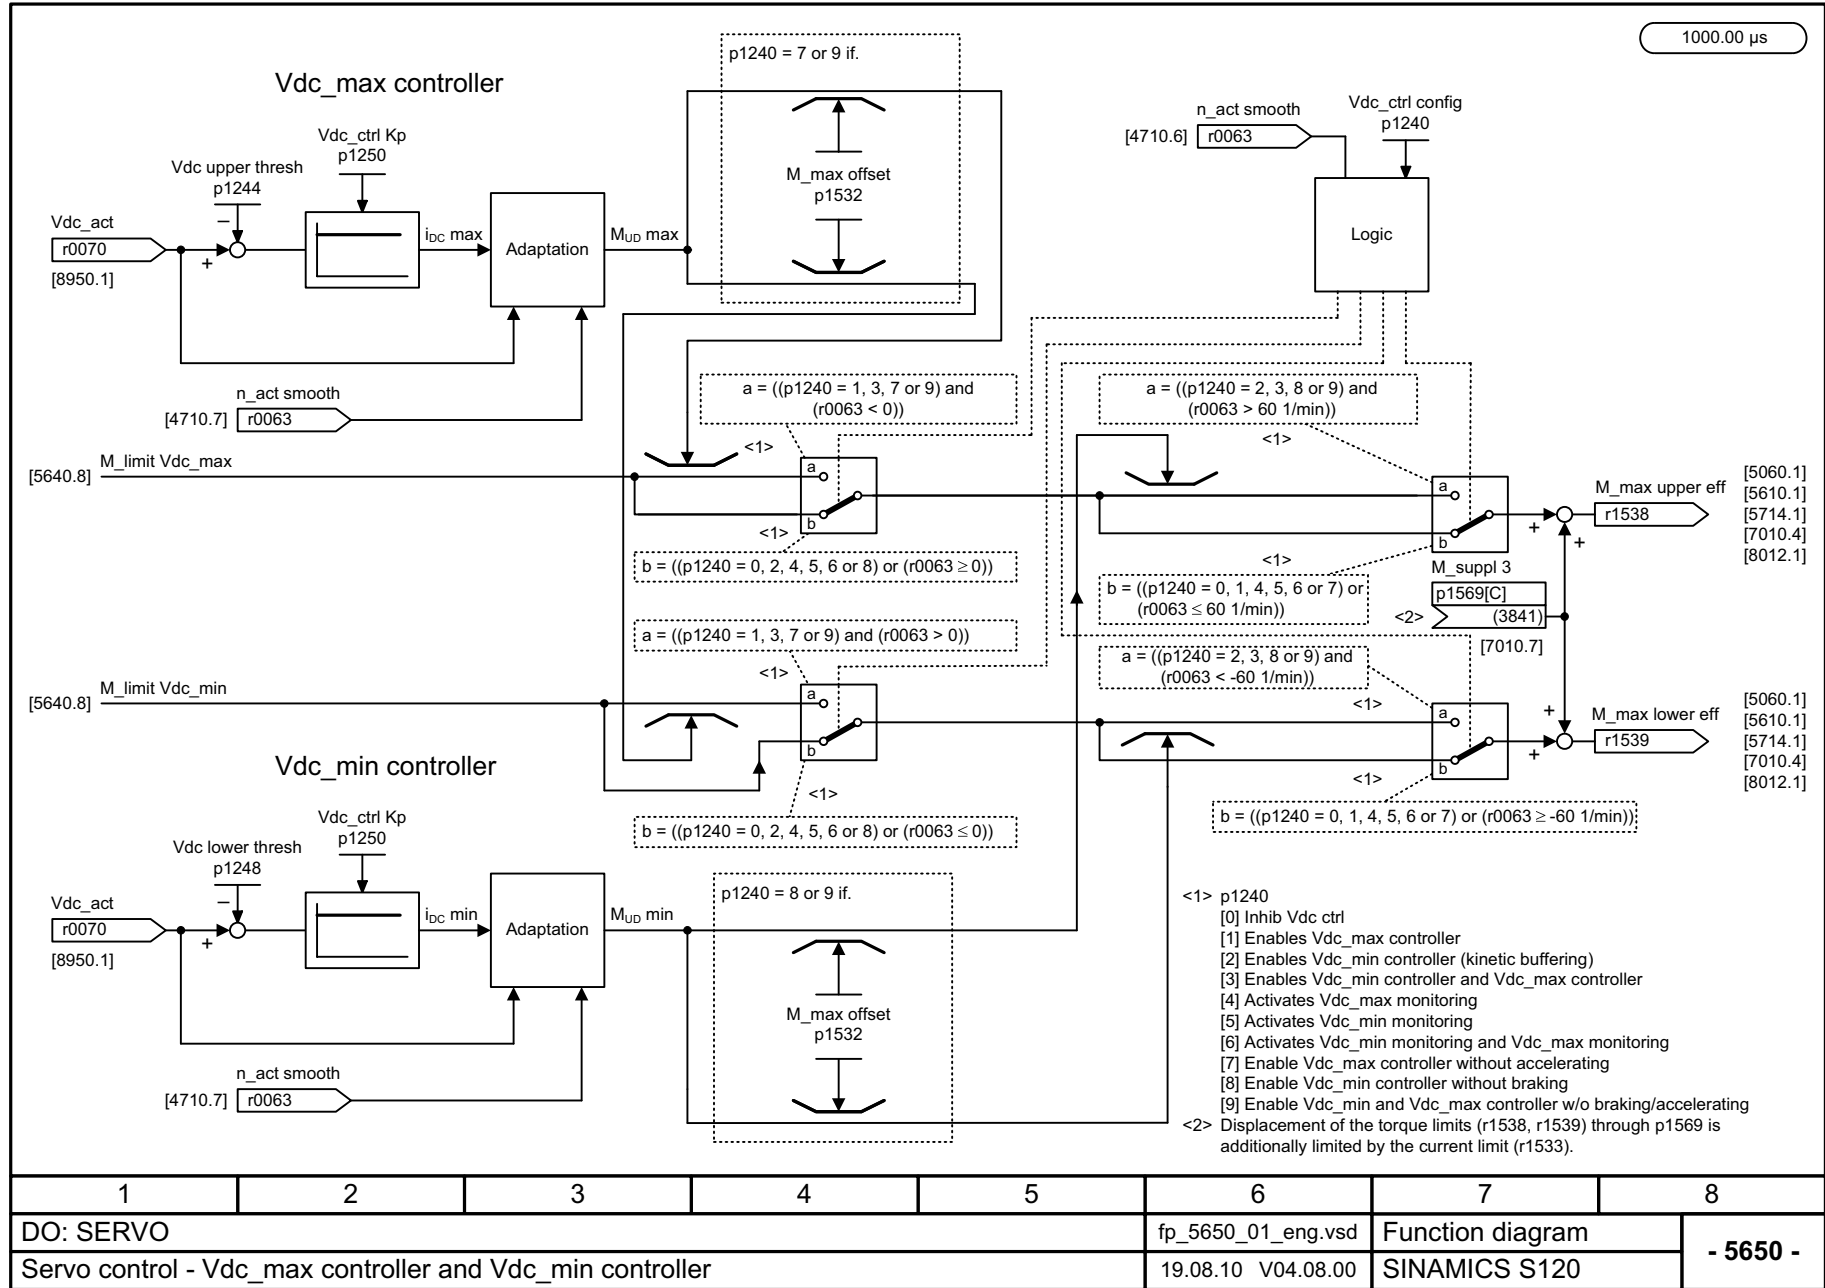 1000.00 µs
p1240 = 7 or 9 if.
Vdc_max controller
Vdc_ctrl Kp
p1250
Vdc upper thresh
p1244
–
Vdc_act
r0070
[8950.1]
+
iDC max
Adaptation
MUD max
M_max offset
p1532
n_act smooth
[4710.6]
r0063
Vdc_ctrl config
p1240
Logic
n_act smooth
[4710.7]
r0063
a = ((p1240 = 1, 3, 7 or 9) and
(r0063 < 0))
<1>
a = ((p1240 = 2, 3, 8 or 9) and
(r0063 > 60 1/min))
<1>
[5640.8]
M_limit Vdc_max
a
b
<1>
b = ((p1240 = 0, 2, 4, 5, 6 or 8) or (r0063 ≥ 0))
a
b
<1>
b = ((p1240 = 0, 1, 4, 5, 6 or 7) or
(r0063 ≤ 60 1/min))
+
+
M_max upper eff
r1538
[5060.1]
[5610.1]
[5714.1]
[7010.4]
[8012.1]
M_suppl 3
p1569[C]
<2>
(3841)
[7010.7]
a = ((p1240 = 1, 3, 7 or 9) and (r0063 > 0))
<1>
a = ((p1240 = 2, 3, 8 or 9) and
(r0063 < -60 1/min))
<1>
[5640.8]
M_limit Vdc_min
a
b
<1>
b = ((p1240 = 0, 2, 4, 5, 6 or 8) or (r0063 ≤ 0))
a
b
<1>
b = ((p1240 = 0, 1, 4, 5, 6 or 7) or (r0063 ≥ -60 1/min))
+
+
M_max lower eff
r1539
[5060.1]
[5610.1]
[5714.1]
[7010.4]
[8012.1]
Vdc_min controller
Vdc_ctrl Kp
p1250
Vdc lower thresh
p1248
–
Vdc_act
r0070
[8950.1]
+
iDC min
Adaptation
MUD min
p1240 = 8 or 9 if.
M_max offset
p1532
n_act smooth
[4710.7]
r0063
<1> p1240
[0] Inhib Vdc ctrl
[1] Enables Vdc_max controller
[2] Enables Vdc_min controller (kinetic buffering)
[3] Enables Vdc_min controller and Vdc_max controller
[4] Activates Vdc_max monitoring
[5] Activates Vdc_min monitoring
[6] Activates Vdc_min monitoring and Vdc_max monitoring
[7] Enable Vdc_max controller without accelerating
[8] Enable Vdc_min controller without braking
[9] Enable Vdc_min and Vdc_max controller w/o braking/accelerating
<2> Displacement of the torque limits (r1538, r1539) through p1569 is
additionally limited by the current limit (r1533).
1 2 3 4 5 6 7 8
DO: SERVO
fp_5650_01_eng.vsd
Function diagram
- 5650 -
Servo control - Vdc_max controller and Vdc_min controller
19.08.10 V04.08.00
SINAMICS S120